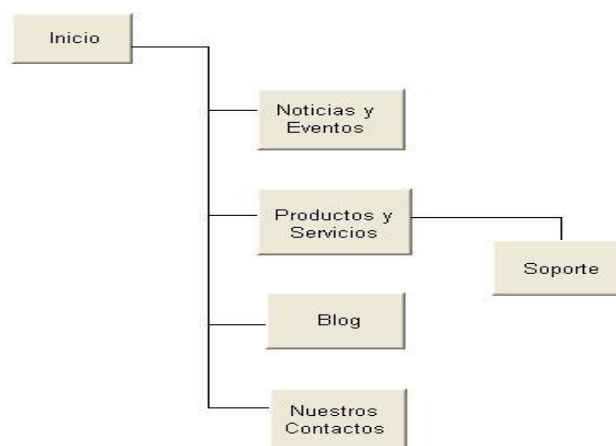 Inicio
Noticias y
Eventos
Productos y
Servicios
Soporte
Blog
Nuestros
Contactos